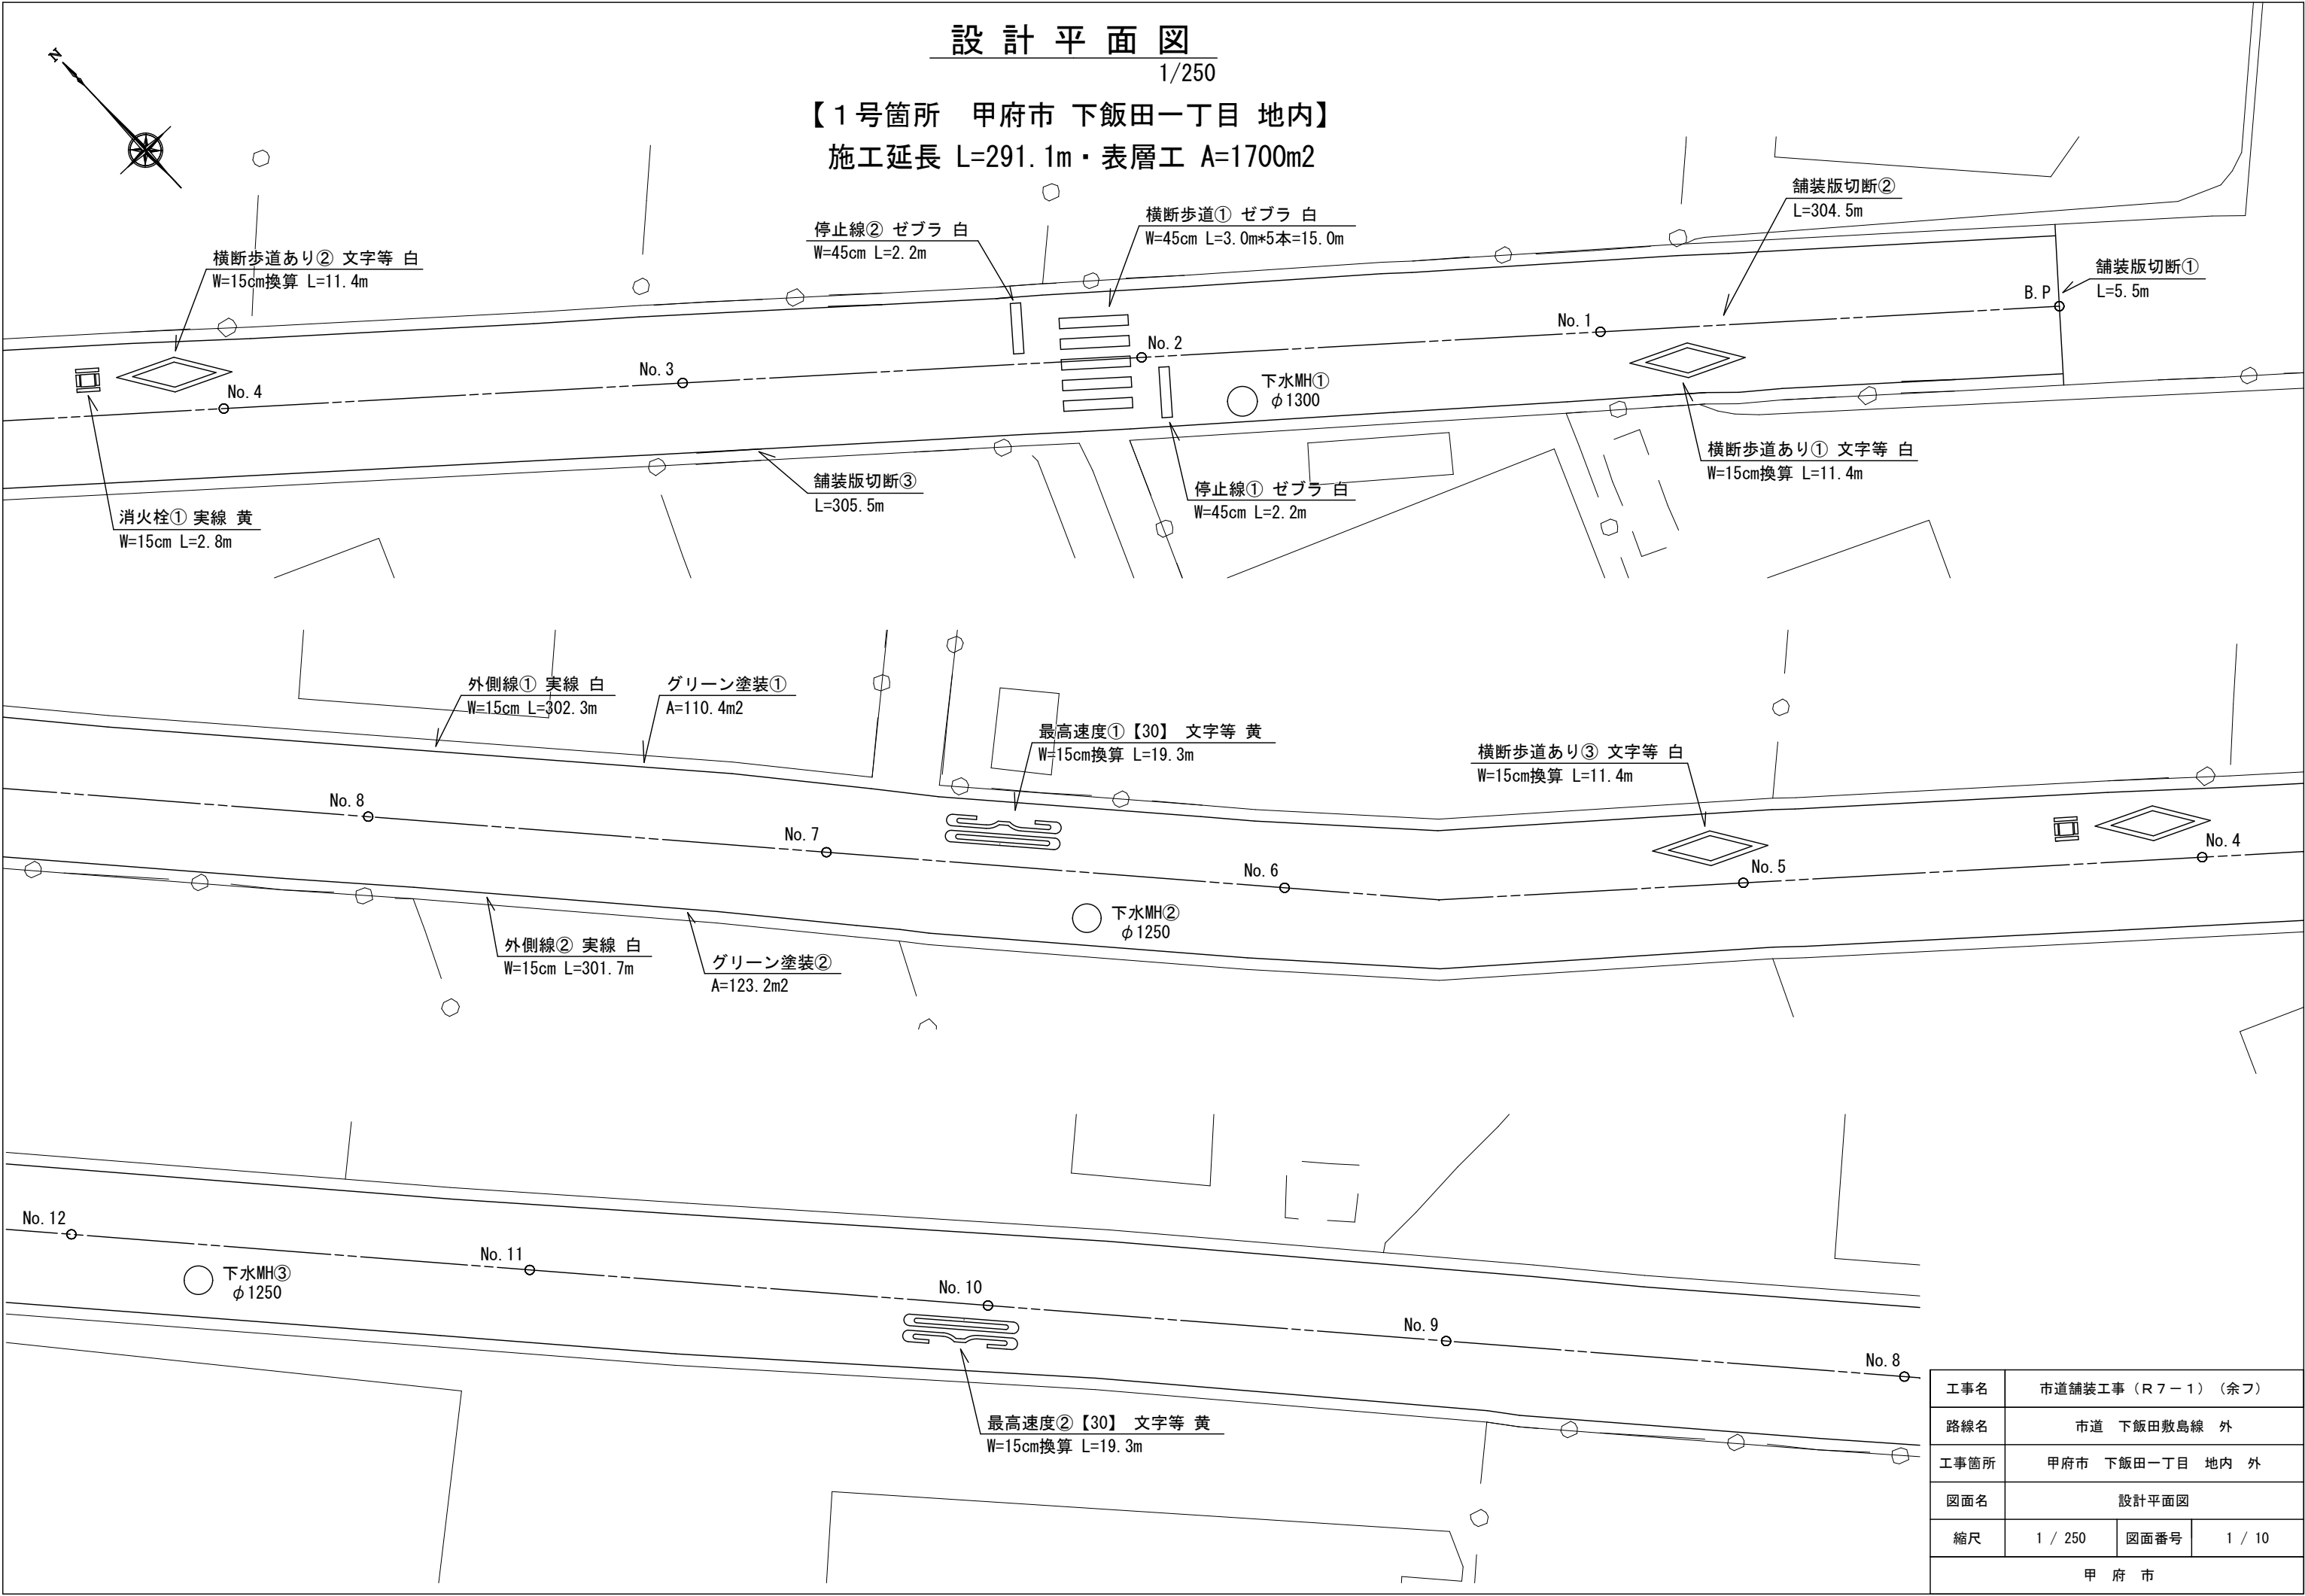 設計平面図
1/250
【１号箇所　甲府市 下飯田一丁目 地内】
施工延長 L=291.1m・表層工 A=1700m2
N
横断歩道あり② 文字等 白
W=15cm換算 L=11.4m
停止線② ゼブラ 白
W=45cm L=2.2m
横断歩道① ゼブラ 白
W=45cm L=3.0m*5本=15.0m
舗装版切断②
L=304.5m
舗装版切断①
L=5.5m
B.P
No.1
No.2
No.3
No.4
下水MH①
φ1300
横断歩道あり① 文字等 白
W=15cm換算 L=11.4m
停止線① ゼブラ 白
W=45cm L=2.2m
舗装版切断③
L=305.5m
消火栓① 実線 黄
W=15cm L=2.8m
外側線① 実線 白
W=15cm L=302.3m
グリーン塗装①
A=110.4m2
最高速度①【30】 文字等 黄
W=15cm換算 L=19.3m
横断歩道あり③ 文字等 白
W=15cm換算 L=11.4m
No.8
No.7
No.6
No.5
No.4
下水MH②
φ1250
外側線② 実線 白
W=15cm L=301.7m
グリーン塗装②
A=123.2m2
No.12
No.11
No.10
No.9
No.8
下水MH③
φ1250
最高速度②【30】 文字等 黄
W=15cm換算 L=19.3m
工事名 市道舗装工事（Ｒ７－１）（余フ）
路線名 市道　下飯田敷島線　外
工事箇所 甲府市　下飯田一丁目　地内　外
図面名 設計平面図
縮尺 1 / 250 図面番号 1 / 10
甲府市